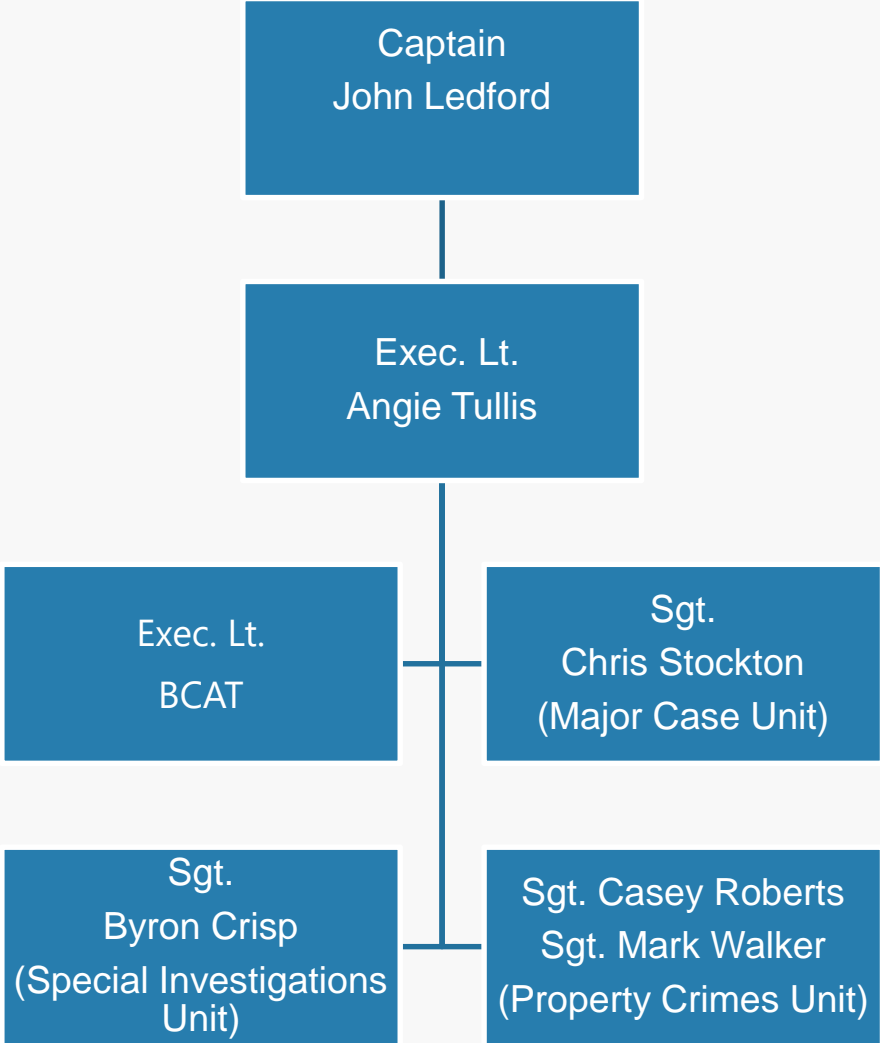 Captain
John Ledford
Exec. Lt.
Angie Tullis
Exec. Lt.
BCAT
Sgt.
Chris Stockton
(Major Case Unit)
Sgt.
Byron Crisp
(Special Investigations
Unit)
Sgt. Casey Roberts
Sgt. Mark Walker
(Property Crimes Unit)